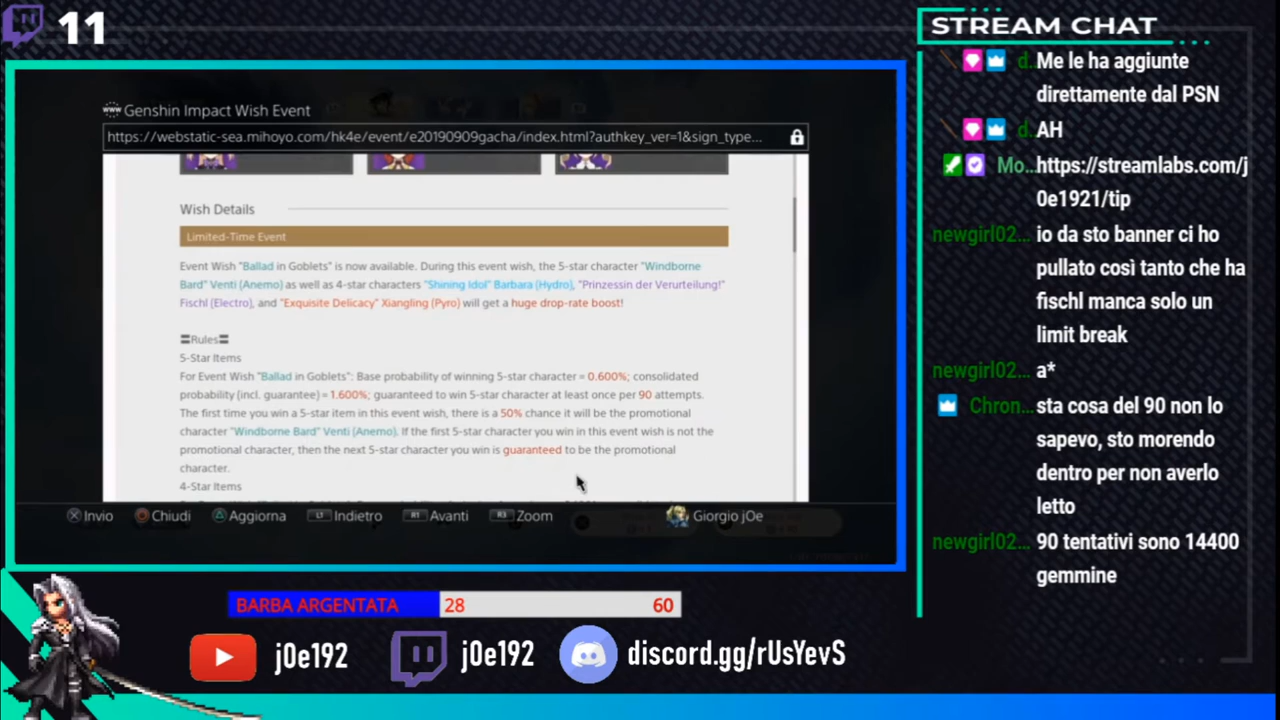 11
Genshin Impact Wish Event
https://webstatic-sea.mihoyo.com/hk4e/event/e20190909gacha/index.html?authkey_ver=1&sign_type...
Wish Details
Limited-Time Event
Event Wish "Ballad in Goblets" is now available. During this event wish, the 5-star character "Windborne
Bard" Venti (Anemo) as well as 4-star characters "Shining Idol" Barbara (Hydro), "Prinzessin der Verurteilung!"
Fischl (Electro), and "Exquisite Delicacy" Xiangling (Pyro) will get a huge drop-rate boost!
〓Rules〓
5-Star Items
For Event Wish "Ballad in Goblets": Base probability of winning 5-star character = 0.600%; consolidated
probability (incl. guarantee) = 1.600%; guaranteed to win 5-star character at least once per 90 attempts.
The first time you win a 5-star item in this event wish, there is a 50% chance it will be the promotional
character "Windborne Bard" Venti (Anemo). If the first 5-star character you win in this event wish is not the
promotional character, then the next 5-star character you win is guaranteed to be the promotional
character.
4-Star Items
Invio Chiudi Aggiorna L1 Indietro R1 Avanti R3 Zoom Giorgio jOe
STREAM CHAT
d. Me le ha aggiunte
direttamente dal PSN
d. AH
Mo... https://streamlabs.com/j
0e1921/tip
newgirl02... io da sto banner ci ho
pullato così tanto che ha
fischl manca solo un
limit break
newgirl02... a*
Chron... sta cosa del 90 non lo
sapevo, sto morendo
dentro per non averlo
letto
newgirl02... 90 tentativi sono 14400
gemmine
BARBA ARGENTATA 28 60
j0e192 j0e192 discord.gg/rUsYevS